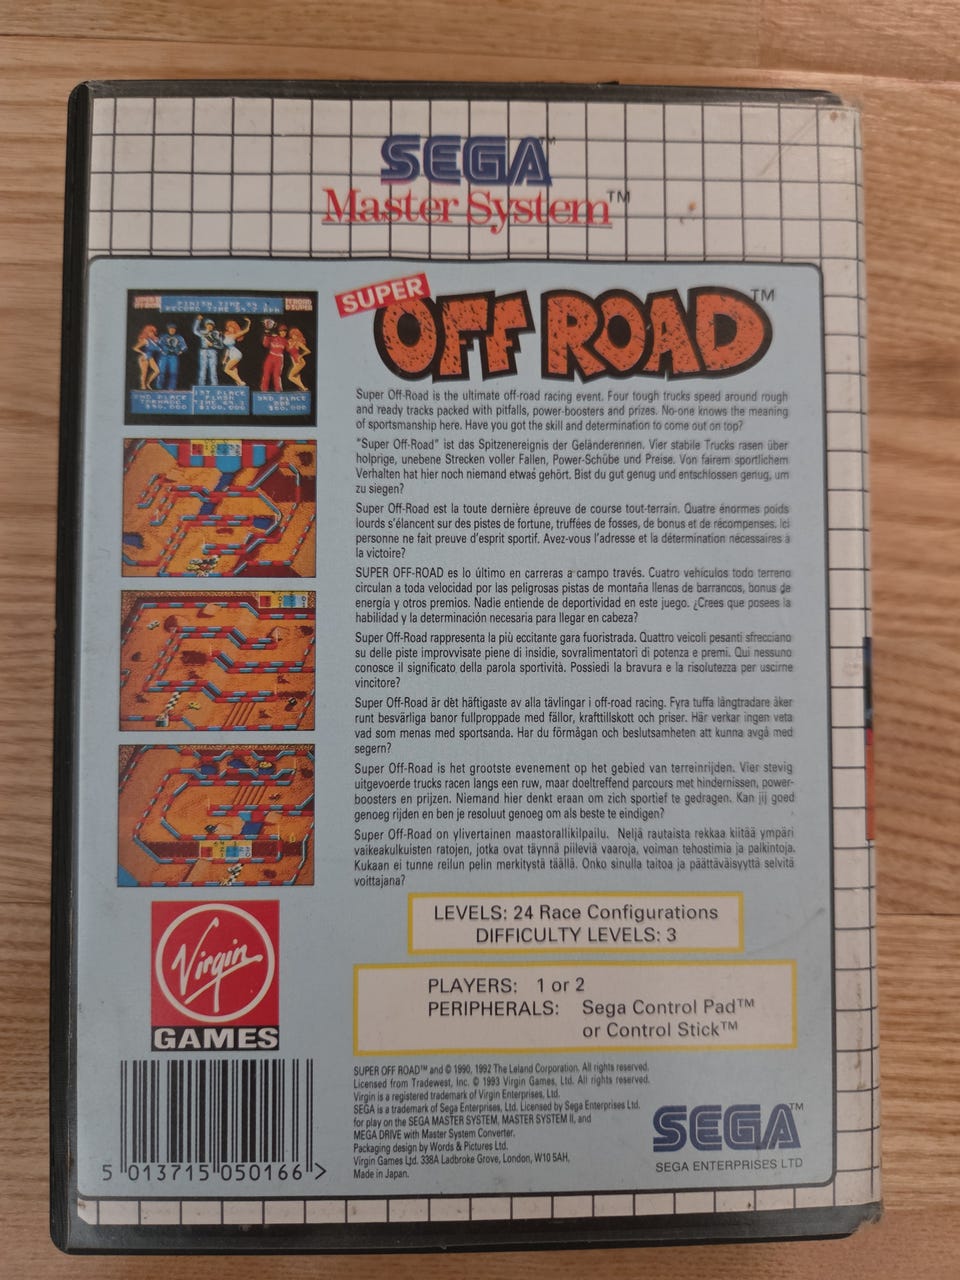 SEGA™
Master System™
SUPER
OFF ROAD™
FINISH TIME
RECORD TIME
2ND PLACE
TORNADO
$90,000
1ST PLACE
FLASH
$100,000
3RD PLACE
$80,000
Super Off-Road is the ultimate off-road racing event. Four tough trucks speed around rough
and ready tracks packed with pitfalls, power-boosters and prizes. No-one knows the meaning
of sportsmanship here. Have you got the skill and determination to come out on top?
"Super Off-Road" ist das Spitzenereignis der Geländerennen. Vier stabile Trucks rasen über
holprige, unebene Strecken voller Fallen, Power-Schübe und Preise. Von fairem sportlichem
Verhalten hat hier noch niemand etwas gehört. Bist du gut genug und entschlossen genug, um
zu siegen?
Super Off-Road est la toute dernière épreuve de course tout-terrain. Quatre énormes poids
lourds s'élancent sur des pistes de fortune, truffées de fosses, de bonus et de récompenses. Ici
personne ne fait preuve d'esprit sportif. Avez-vous l'adresse et la détermination nécessaires à
la victoire?
SUPER OFF-ROAD es lo último en carreras a campo través. Cuatro vehículos todo terreno
circulan a toda velocidad por las peligrosas pistas de montaña llenas de barrancos, bonus de
energía y otros premios. Nadie entiende de deportividad en este juego. ¿Crees que posees la
habilidad y la determinación necesaria para llegar en cabeza?
Super Off-Road rappresenta la più eccitante gara fuoristrada. Quattro veicoli pesanti sfrecciano
su delle piste improvvisate piene di insidie, sovralimentatori di potenza e premi. Qui nessuno
conosce il significato della parola sportività. Possiedi la bravura e la risolutezza per uscirne
vincitore?
Super Off-Road är dèt häftigaste av alla tävlingar i off-road racing. Fyra tuffa långtradare åker
runt besvärliga banor fullproppade med fällor, krafttillskott och priser. Här verkar ingen veta
vad som menas med sportsanda. Har du förmågan och beslutsamheten att kunna avgå med
segern?
Super Off-Road is het grootste evenement op het gebied van terreinrijden. Vier stevig
uitgevoerde trucks racen langs een ruw, maar doeltreffend parcours met hindernissen, power-
boosters en prijzen. Niemand hier denkt eraan om zich sportief te gedragen. Kan jij goed
genoeg rijden en ben je resoluut genoeg om als beste te eindigen?
Super Off-Road on ylivertainen maastorallikilpailu. Neljä rautaista rekkaa kiitää ympäri
vaikeakulkuisten ratojen, jotka ovat täynnä piileviä vaaroja, voiman tehostimia ja palkintoja.
Kukaan ei tunne reilun pelin merkitystä täällä. Onko sinulla taitoa ja päättäväisyyttä selvitä
voittajana?
LEVELS: 24 Race Configurations
DIFFICULTY LEVELS: 3
PLAYERS: 1 or 2
PERIPHERALS: Sega Control Pad™
or Control Stick™
Virgin
GAMES
SUPER OFF ROAD™ and © 1990, 1992 The Leland Corporation. All rights reserved.
Licensed from Tradewest, Inc. © 1993 Virgin Games, Ltd. All rights reserved.
Virgin is a registered trademark of Virgin Enterprises, Ltd.
SEGA is a trademark of Sega Enterprises, Ltd. Licensed by Sega Enterprises Ltd.
for play on the SEGA MASTER SYSTEM, MASTER SYSTEM II, and
MEGA DRIVE with Master System Converter.
Packaging design by Words & Pictures Ltd.
Virgin Games Ltd. 338A Ladbroke Grove, London, W10 5AH.
Made in Japan.
SEGA™
SEGA ENTERPRISES LTD
5 013715 050166 >